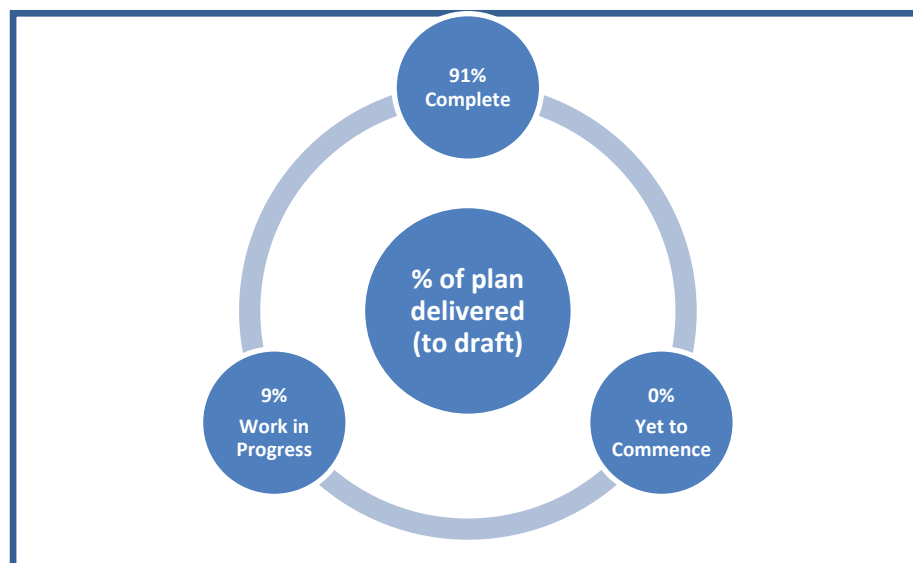 91%
Complete
% of plan
delivered
(to draft)
9%
Work in
Progress
0%
Yet to
Commence